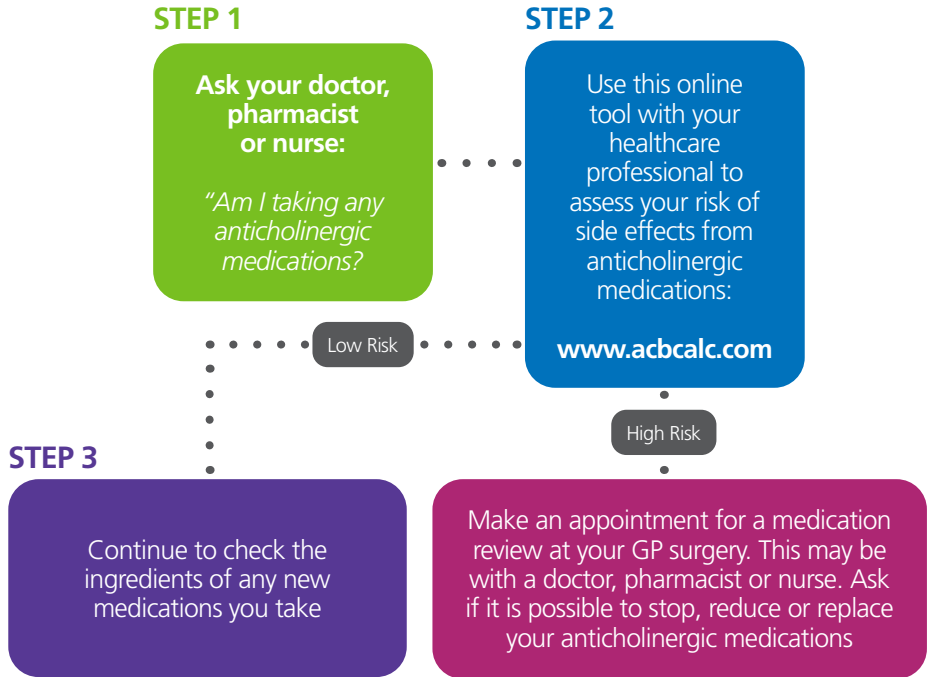 STEP 1
Ask your doctor,
pharmacist
or nurse:
"Am I taking any
anticholinergic
medications?
STEP 2
Use this online
tool with your
healthcare
professional to
assess your risk of
side effects from
anticholinergic
medications:
www.acbcalc.com
Low Risk
High Risk
STEP 3
Continue to check the
ingredients of any new
medications you take
Make an appointment for a medication
review at your GP surgery. This may be
with a doctor, pharmacist or nurse. Ask
if it is possible to stop, reduce or replace
your anticholinergic medications